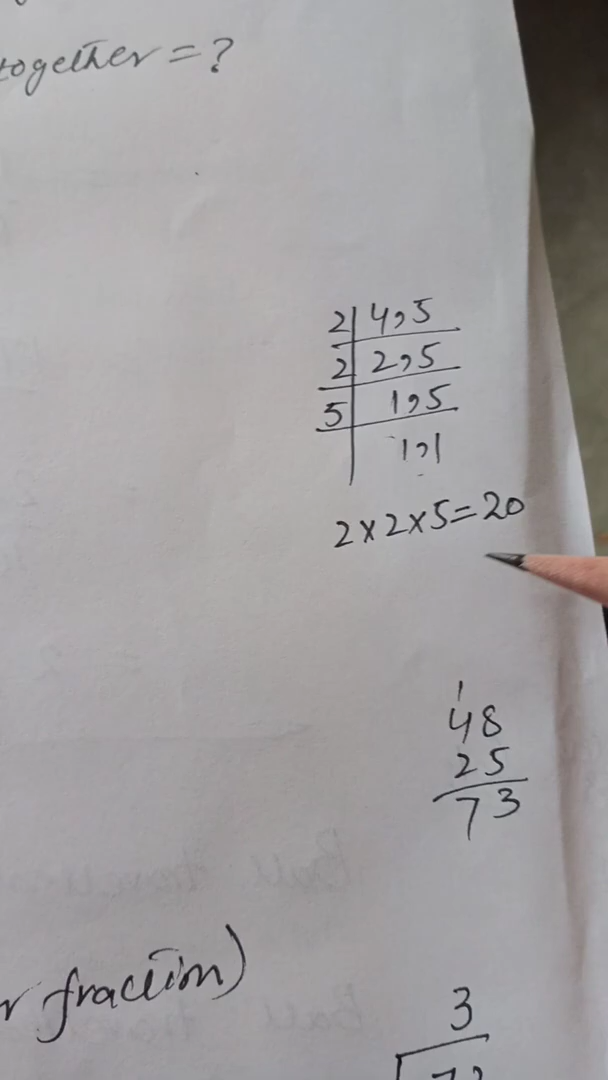 together = ?
2 | 4,5
2 | 2,5
5 | 1,5
1,1
2×2×5=20
1
48
25
73
fraction)
3